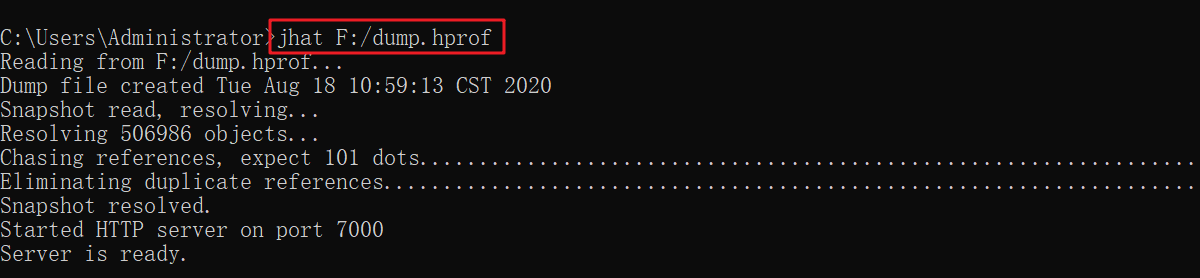 C:\Users\Administrator>jhat F:/dump.hprof
Reading from F:/dump.hprof...
Dump file created Tue Aug 18 10:59:13 CST 2020
Snapshot read, resolving...
Resolving 506986 objects...
Chasing references, expect 101 dots.................................................................
Eliminating duplicate references....................................................................
Snapshot resolved.
Started HTTP server on port 7000
Server is ready.